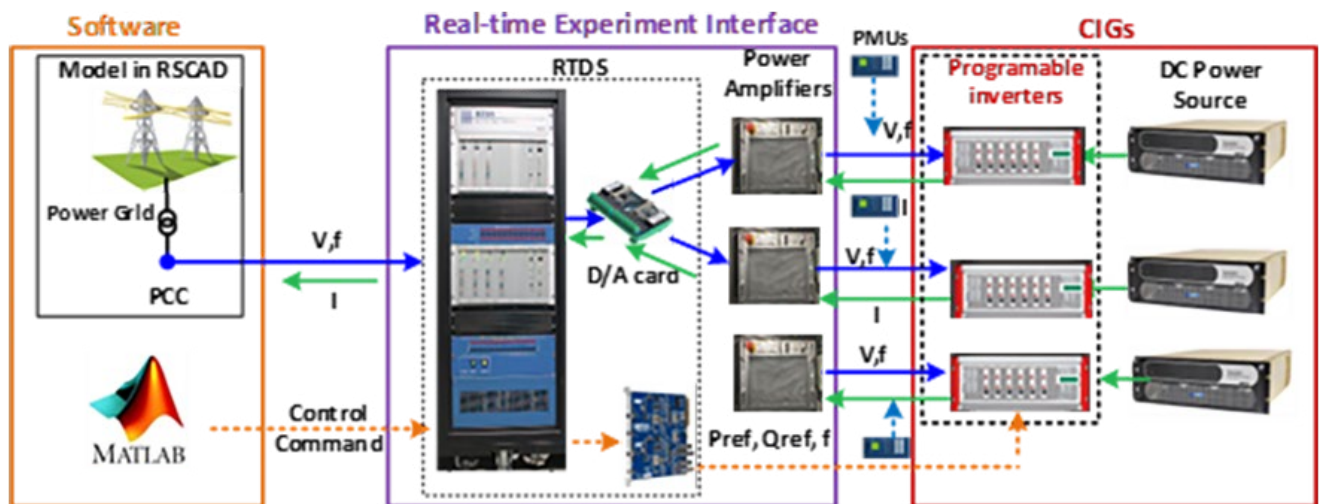 Software
Real-time Experiment Interface
CIGs
Model in RSCAD
RTDS
Power
Amplifiers
PMUs
Programable
inverters
DC Power
Source
Power Grid
PCC
V,f
I
D/A card
V,f
I
V,f
I
V,f
MATLAB
Control
Command
Pref, Qref, f